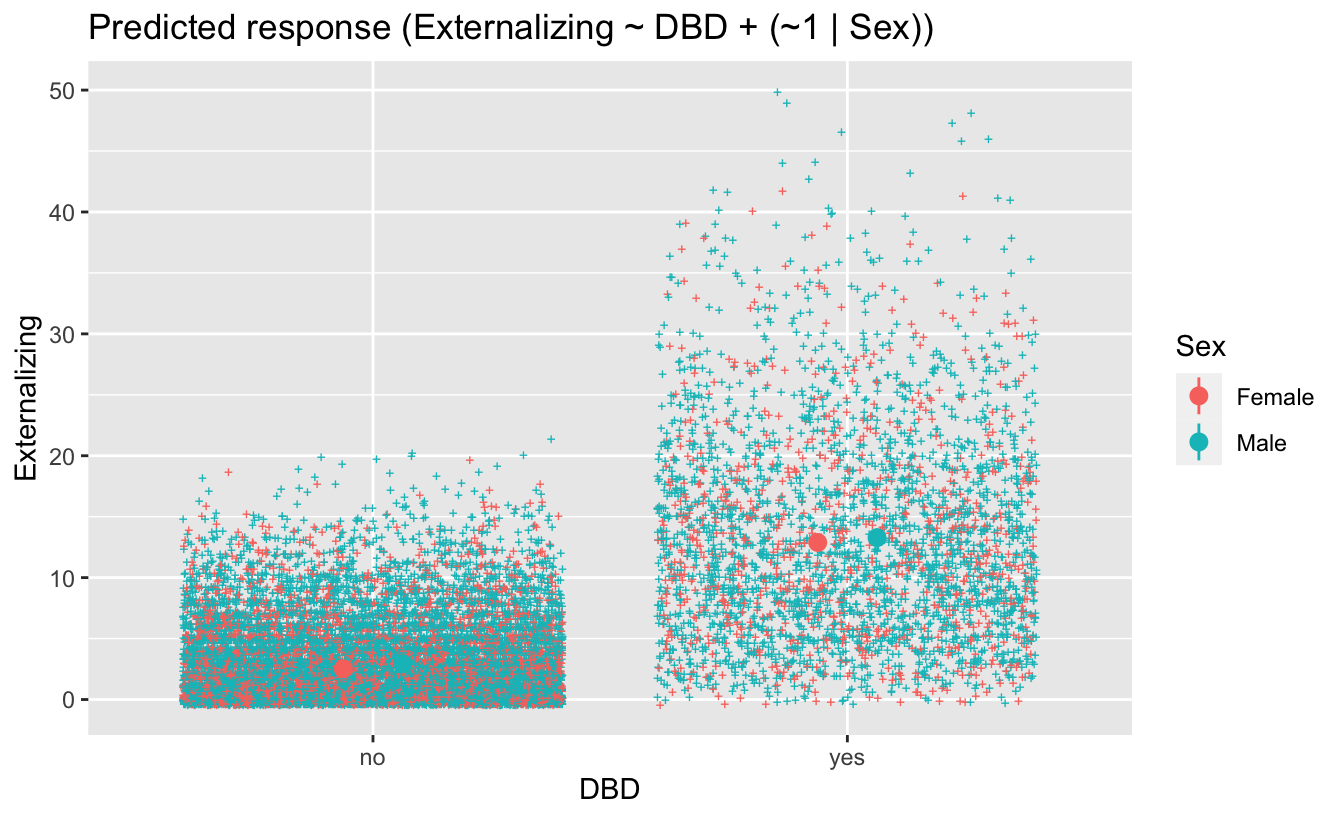 Predicted response (Externalizing ~ DBD + (~1 | Sex))
50
40
30
20
10
0
Externalizing
no
yes
DBD
Sex
Female
Male